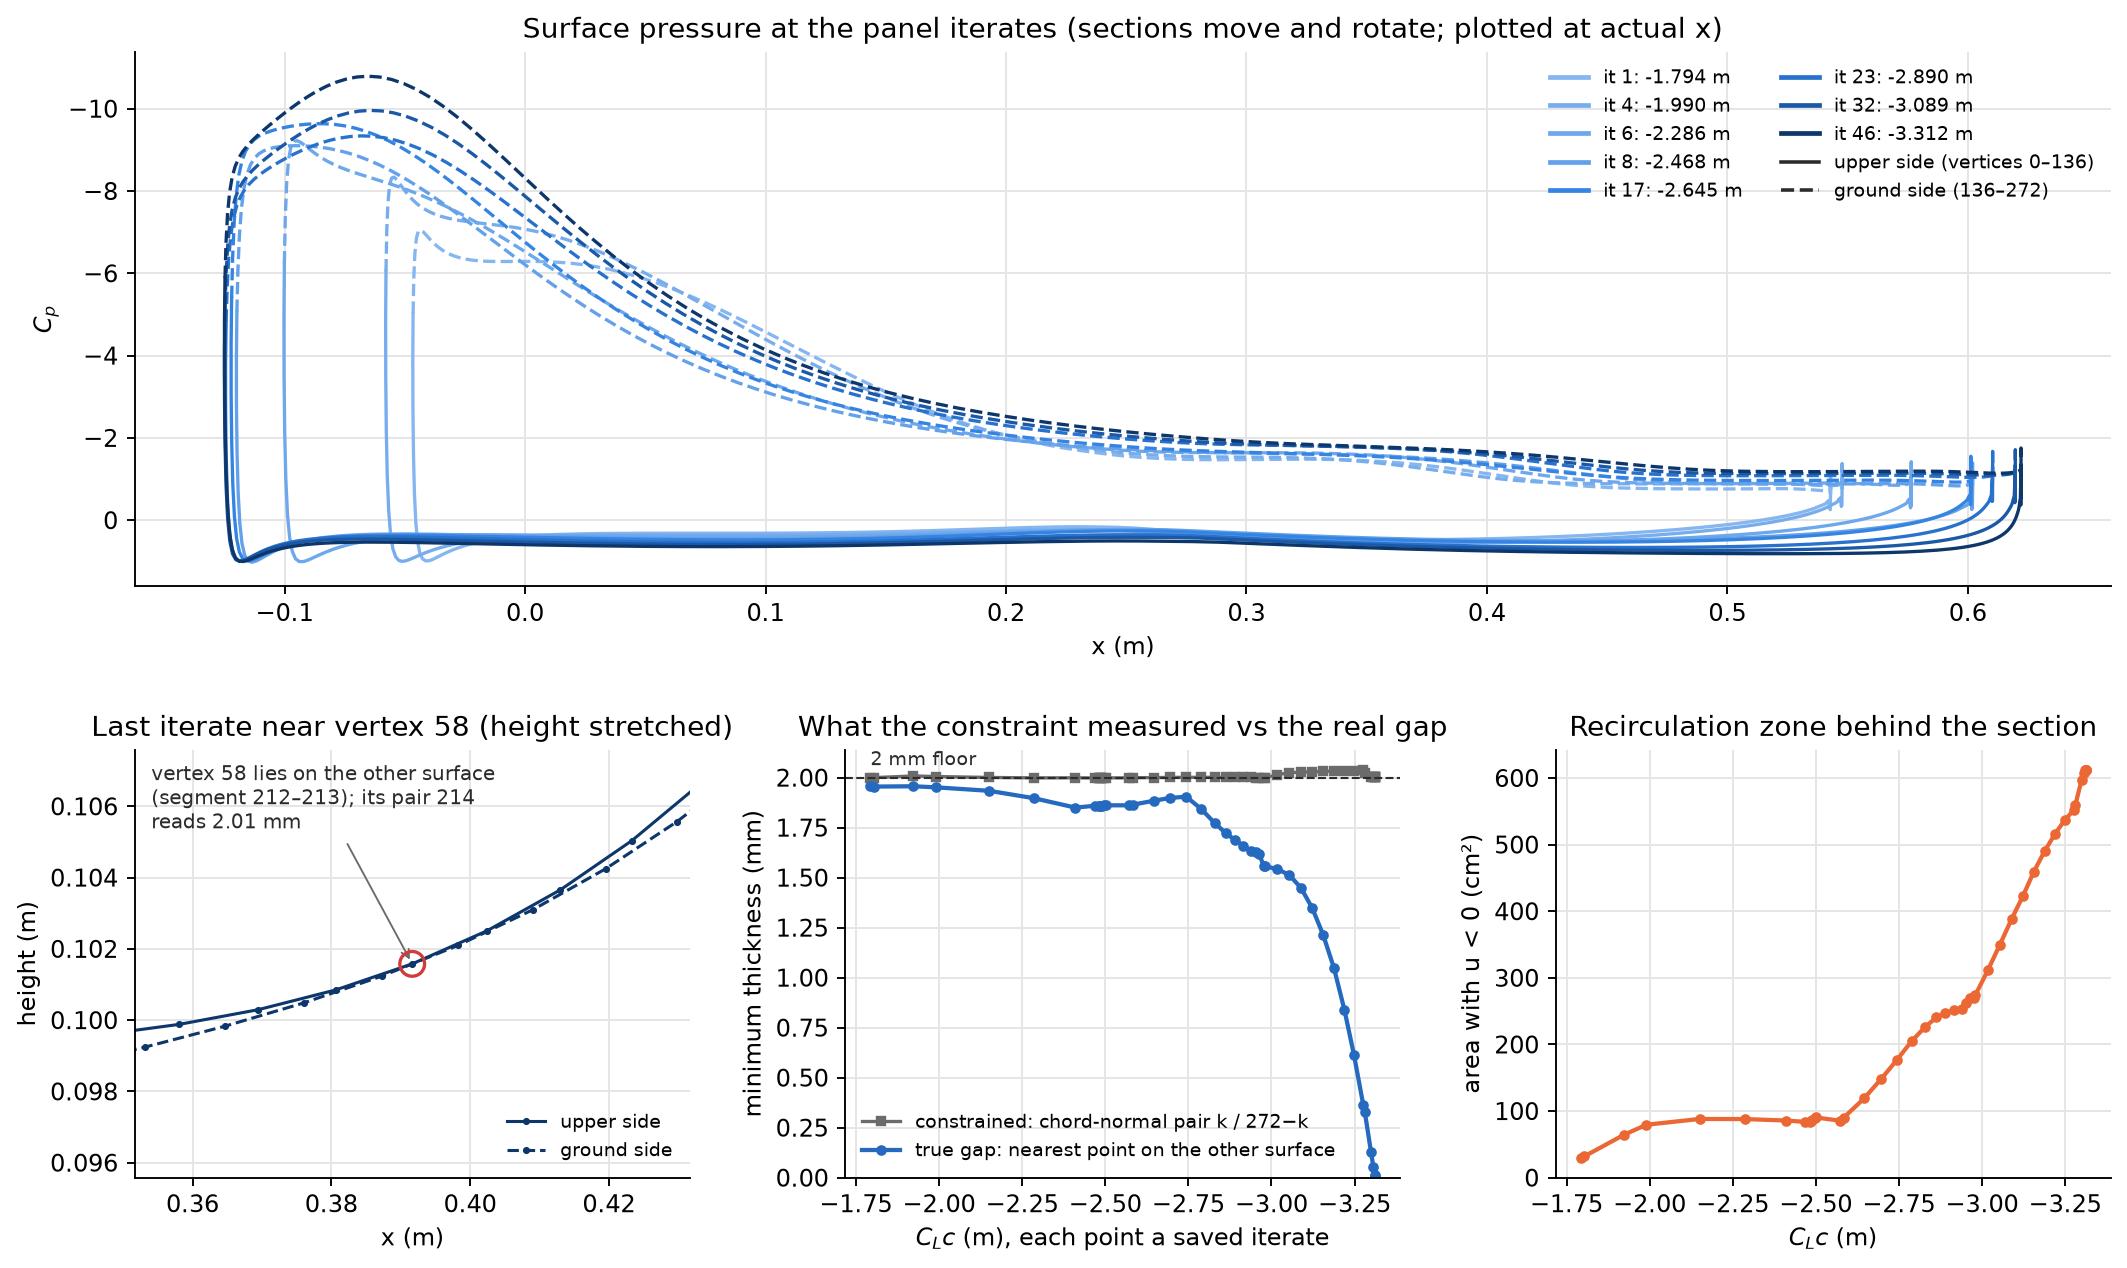 Surface pressure at the panel iterates (sections move and rotate; plotted at actual x)
−10
−8
−6
−4
−2
0
Cp
it 1: -1.794 m
it 4: -1.990 m
it 6: -2.286 m
it 8: -2.468 m
it 17: -2.645 m
it 23: -2.890 m
it 32: -3.089 m
it 46: -3.312 m
upper side (vertices 0–136)
ground side (136–272)
−0.1 0.0 0.1 0.2 0.3 0.4 0.5 0.6
x (m)
Last iterate near vertex 58 (height stretched)
vertex 58 lies on the other surface
(segment 212–213); its pair 214
reads 2.01 mm
0.106
0.104
0.102
0.100
0.098
0.096
height (m)
upper side
ground side
0.36 0.38 0.40 0.42
x (m)
What the constraint measured vs the real gap
2 mm floor
2.00
1.75
1.50
1.25
1.00
0.75
0.50
0.25
0.00
minimum thickness (mm)
constrained: chord-normal pair k / 272−k
true gap: nearest point on the other surface
−1.75 −2.00 −2.25 −2.50 −2.75 −3.00 −3.25
CLc (m), each point a saved iterate
Recirculation zone behind the section
600
500
400
300
200
100
0
area with u < 0 (cm²)
−1.75 −2.00 −2.25 −2.50 −2.75 −3.00 −3.25
CLc (m)